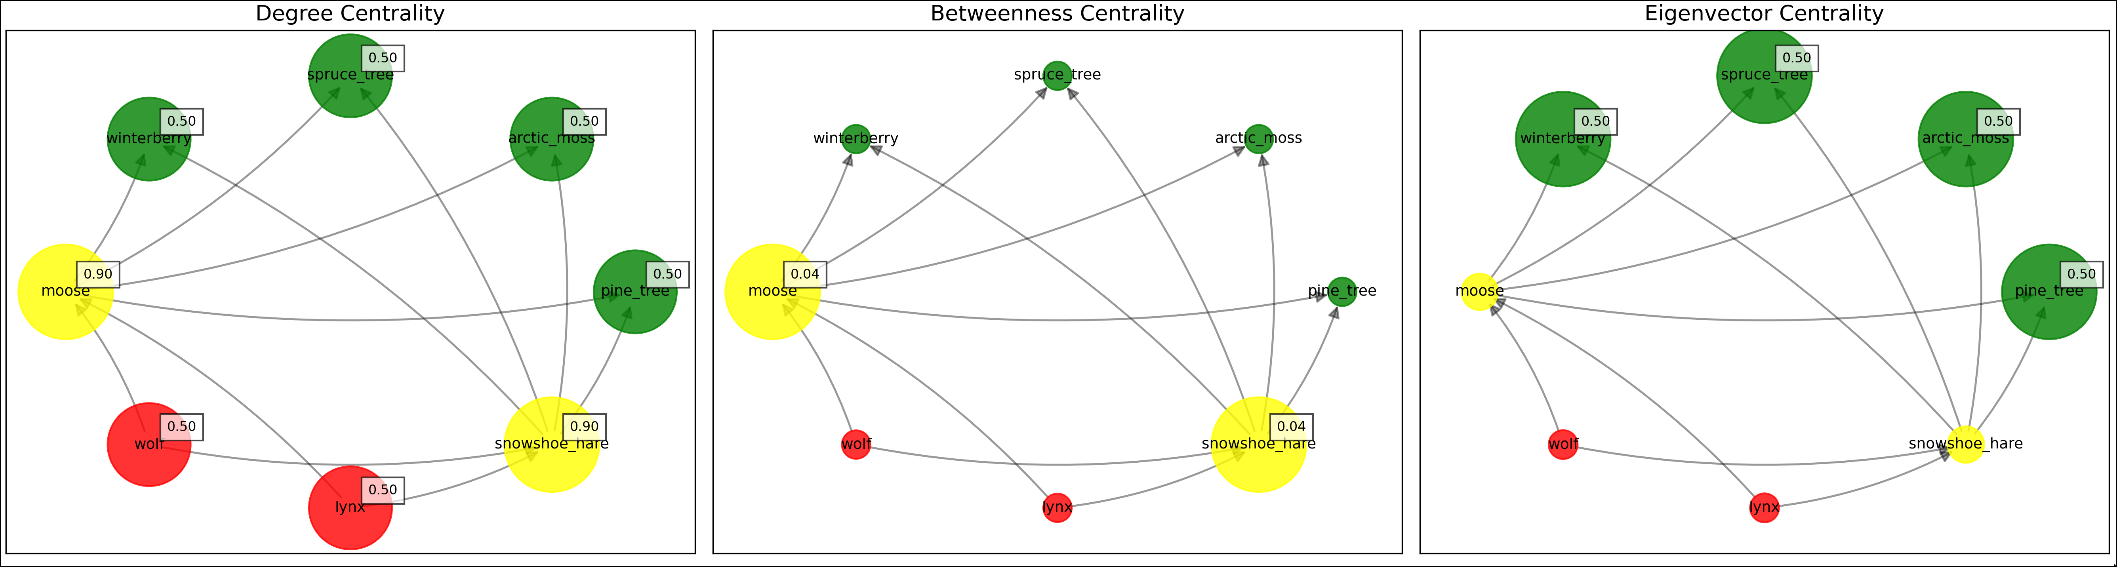 Degree Centrality
0.50
spruce_tree
0.50
winterberry
0.50
arctic_moss
0.90
moose
0.50
pine_tree
0.50
wolf
0.90
snowshoe_hare
0.50
lynx
Betweenness Centrality
spruce_tree
winterberry
arctic_moss
0.04
moose
pine_tree
wolf
0.04
snowshoe_hare
lynx
Eigenvector Centrality
0.50
spruce_tree
0.50
winterberry
0.50
arctic_moss
moose
0.50
pine_tree
wolf
snowshoe_hare
lynx